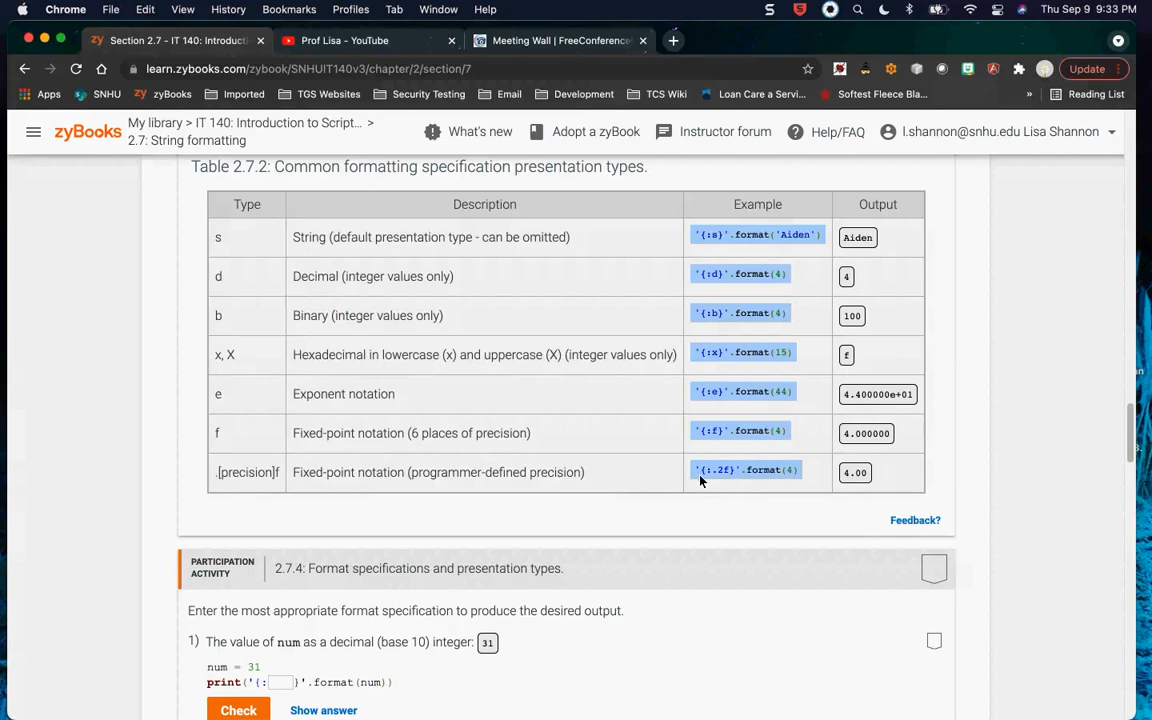 Chrome File Edit View History Bookmarks Profiles Tab Window Help Thu Sep 9 9:33 PM
zy Section 2.7 - IT 140: Introducti Prof Lisa - YouTube Meeting Wall | FreeConference
learn.zybooks.com/zybook/SNHUIT140v3/chapter/2/section/7 Update
Apps SNHU zy zyBooks Imported TGS Websites Security Testing Email Development TCS Wiki Loan Care a Servi... Softest Fleece Bla... » Reading List
zyBooks My library > IT 140: Introduction to Script... > What's new Adopt a zyBook Instructor forum Help/FAQ l.shannon@snhu.edu Lisa Shannon
2.7: String formatting
Table 2.7.2: Common formatting specification presentation types.
Type Description Example Output
s String (default presentation type - can be omitted) '{:s}'.format('Aiden') Aiden
d Decimal (integer values only) '{:d}'.format(4) 4
b Binary (integer values only) '{:b}'.format(4) 100
x, X Hexadecimal in lowercase (x) and uppercase (X) (integer values only) '{:x}'.format(15) f
e Exponent notation '{:e}'.format(44) 4.400000e+01
f Fixed-point notation (6 places of precision) '{:f}'.format(4) 4.000000
.[precision]f Fixed-point notation (programmer-defined precision) '{:.2f}'.format(4) 4.00
Feedback?
PARTICIPATION ACTIVITY 2.7.4: Format specifications and presentation types.
Enter the most appropriate format specification to produce the desired output.
1) The value of num as a decimal (base 10) integer: 31
num = 31
print('{: }'.format(num))
Check Show answer